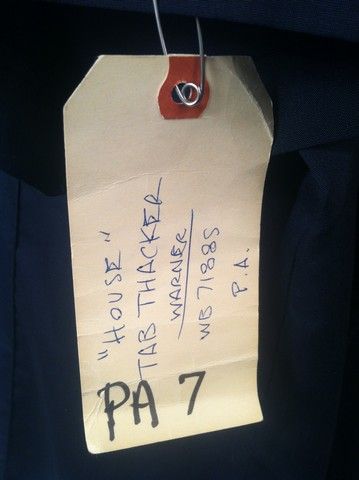 "HOUSE"
TAB THACKER
WARNER
WB 71885
P.A.
PA 7